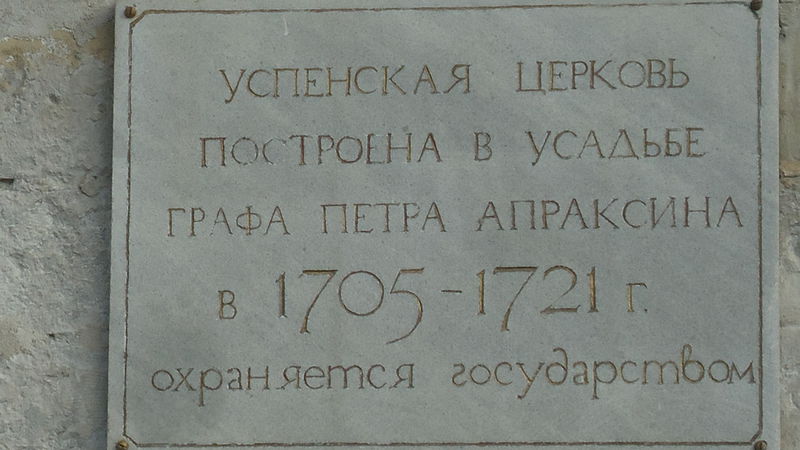 УСПЕНСКАЯ ЦЕРКОВЬ
ПОСТРОЕНА В УСАДЬБЕ
ГРАФА ПЕТРА АПРАКСИНА
в 1705-1721 г.
охраняется государством